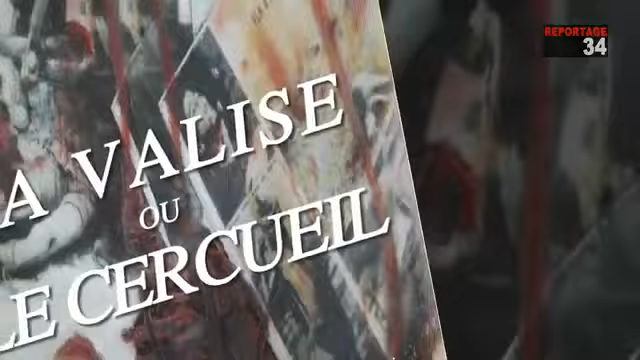 REPORTAGE
34
A VALISE
OU
LE CERCUEIL